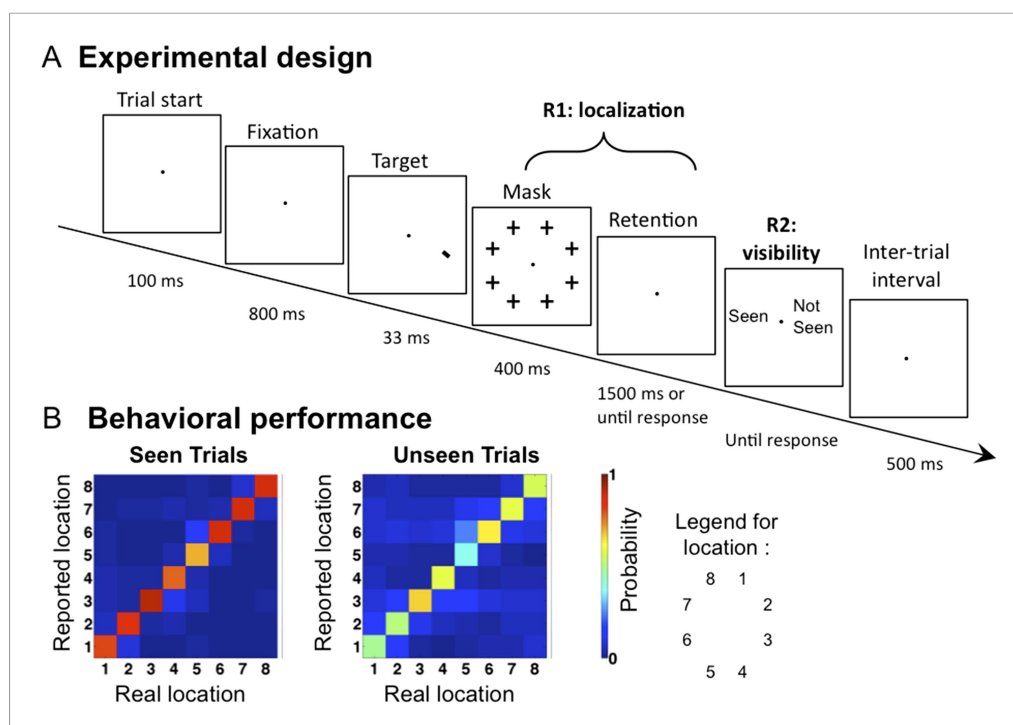 A Experimental design
Trial start
Fixation
Target
R1: localization
Mask
Retention
R2:
visibility
Inter-trial
interval
Seen
Not
Seen
100 ms
800 ms
33 ms
400 ms
1500 ms or
until response
Until response
500 ms
B Behavioral performance
Seen Trials
Reported location
8
7
6
5
4
3
2
1
1 2 3 4 5 6 7 8
Real location
Unseen Trials
Reported location
8
7
6
5
4
3
2
1
1 2 3 4 5 6 7 8
Real location
1
Probability
0
Legend for
location :
8 1
7 2
6 3
5 4